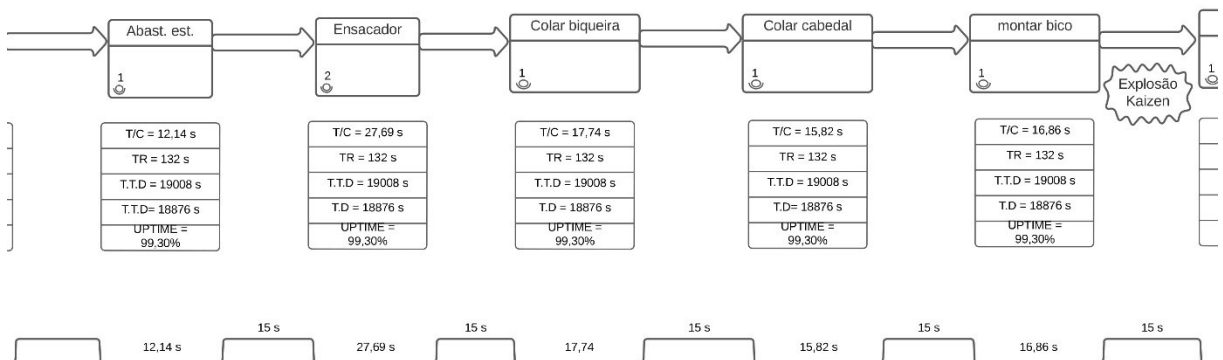 Abast. est.
1
Ensacador
2
Colar biqueira
1
Colar cabedal
1
montar bico
1
Explosão
Kaizen
1
T/C = 12,14 s
TR = 132 s
T.T.D = 19008 s
T.T.D= 18876 s
UPTIME =
99,30%
T/C = 27,69 s
TR = 132 s
T.T.D = 19008 s
T.D = 18876 s
UPTIME =
99,30%
T/C = 17,74 s
TR = 132 s
T.T.D = 19008 s
T.D = 18876 s
UPTIME =
99,30%
T/C = 15,82 s
TR = 132 s
T.T.D = 19008 s
T.D= 18876 s
UPTIME =
99,30%
T/C = 16,86 s
TR = 132 s
T.T.D = 19008 s
T.D = 18876 s
UPTIME =
99,30%
12,14 s
15 s
27,69 s
15 s
17,74
15 s
15,82 s
15 s
16,86 s
15 s